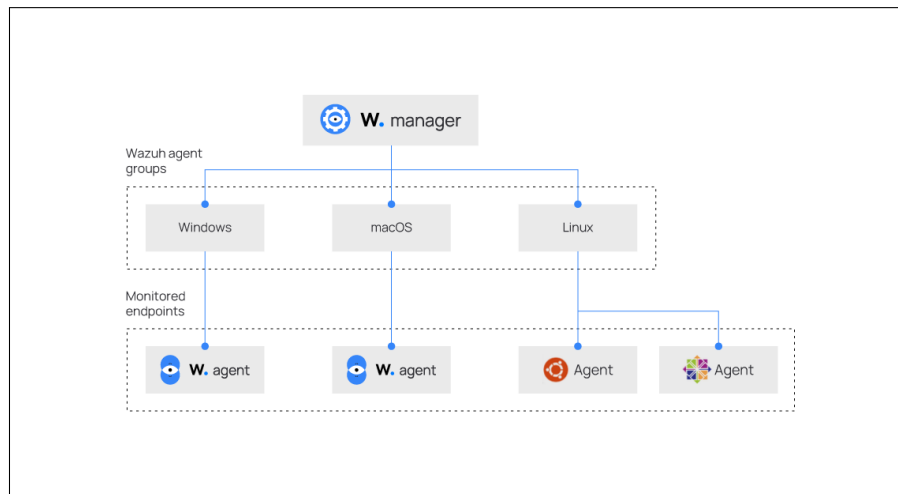 W. manager
Wazuh agent
groups
Windows
macOS
Linux
Monitored
endpoints
W. agent
W. agent
Agent
Agent